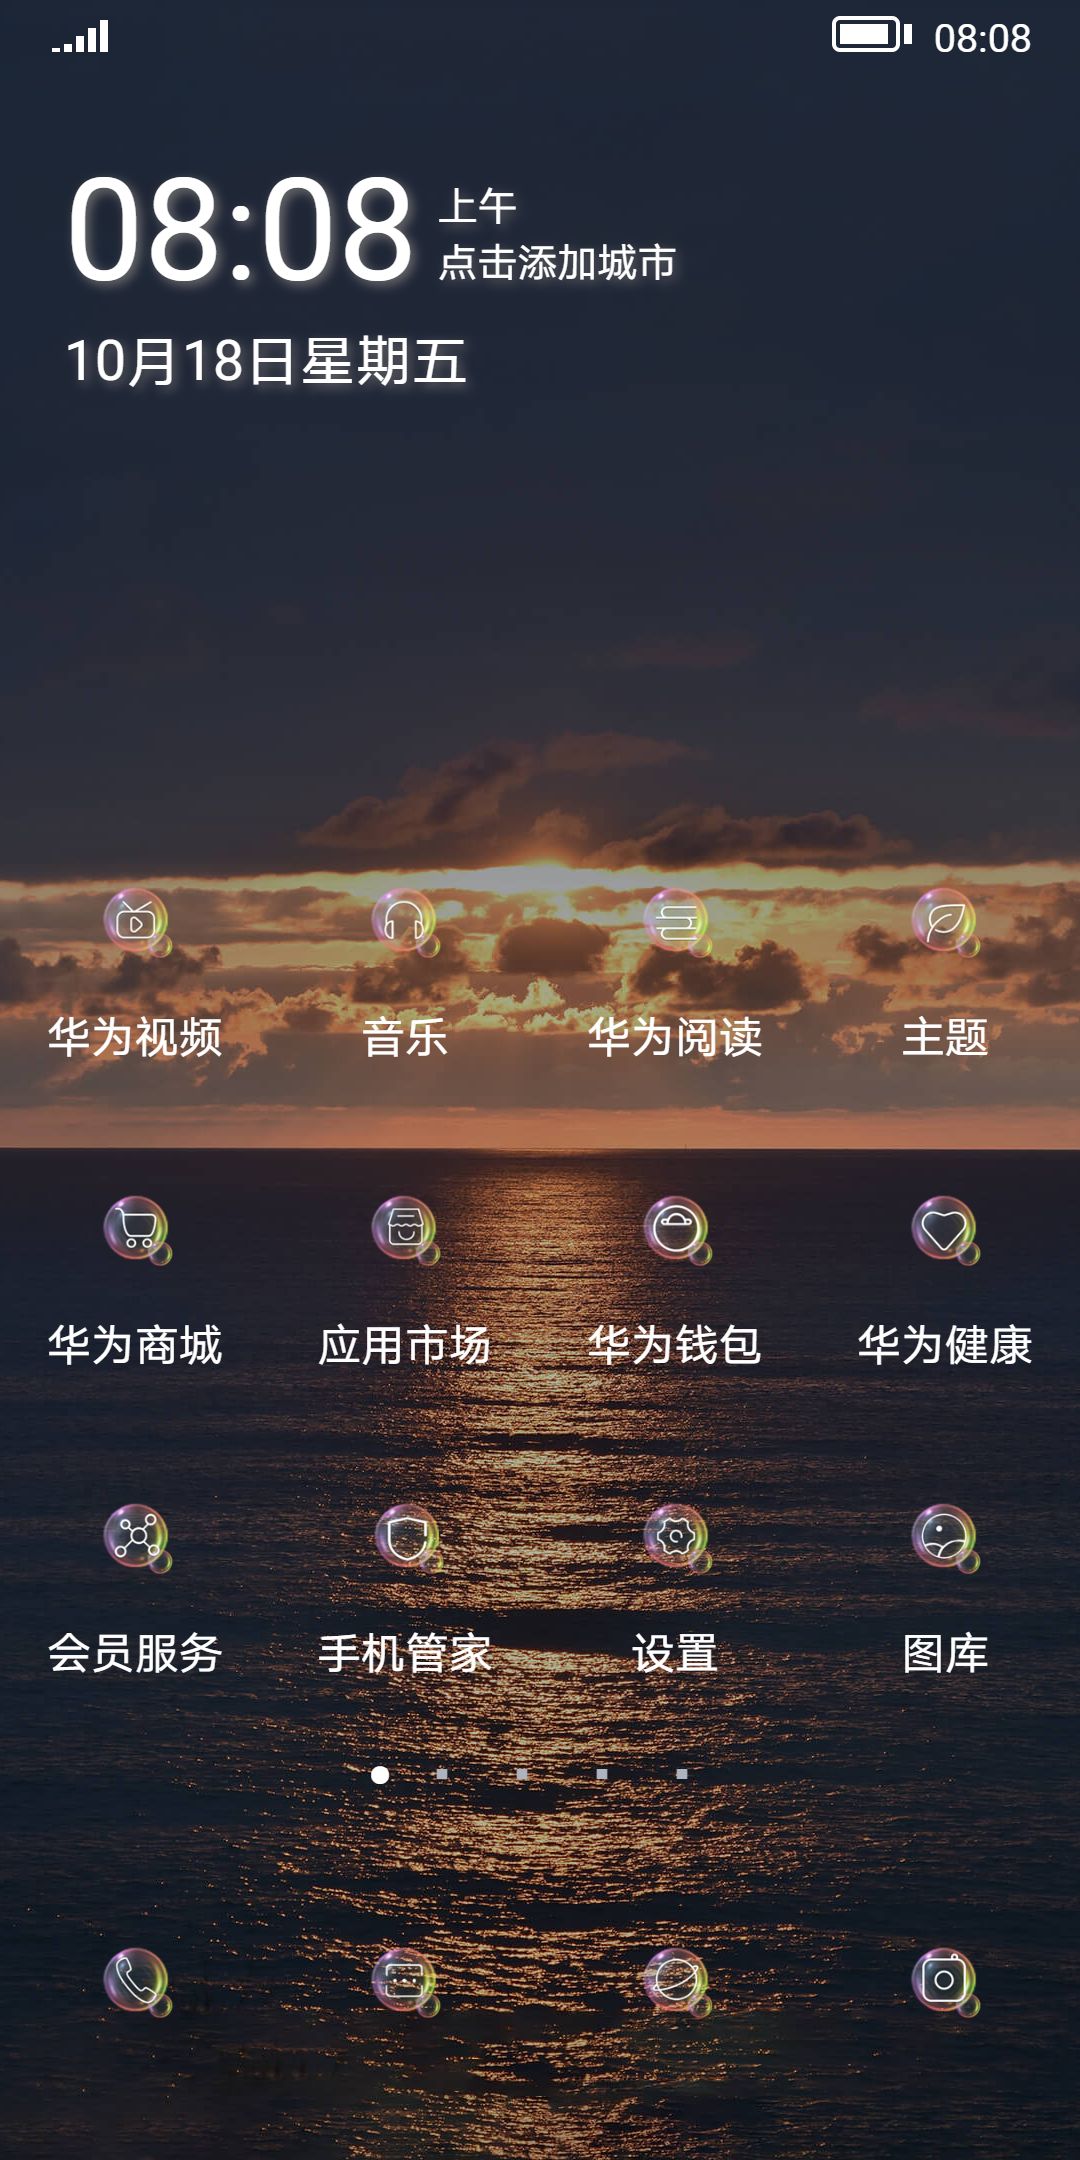 08:08
08:08
上午
点击添加城市
10月18日星期五
华为视频 音乐 华为阅读 主题
华为商城 应用市场 华为钱包 华为健康
会员服务 手机管家 设置 图库